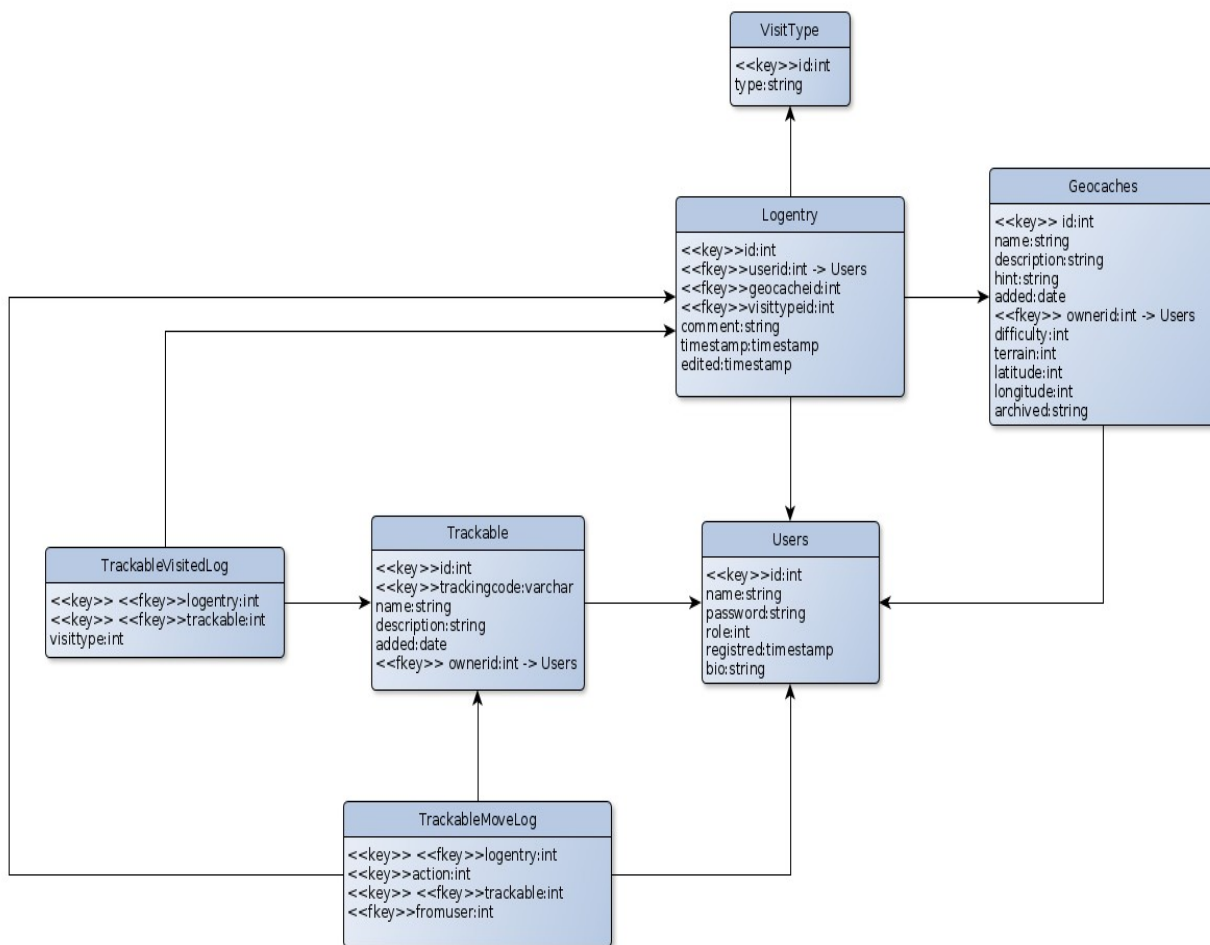 VisitType
<<key>>id:int
type:string
Geocaches
<<key>> id:int
name:string
description:string
hint:string
added:date
<<fkey>> ownerid:int -> Users
difficulty:int
terrain:int
latitude:int
longitude:int
archived:string
Logentry
<<key>>id:int
<<fkey>>userid:int -> Users
<<fkey>>geocacheid:int
<<fkey>>visittypeid:int
comment:string
timestamp:timestamp
edited:timestamp
TrackableVisitedLog
<<key>> <<fkey>>logentry:int
<<key>> <<fkey>>trackable:int
visittype:int
Trackable
<<key>>id:int
<<key>>trackingcode:varchar
name:string
description:string
added:date
<<fkey>> ownerid:int -> Users
Users
<<key>>id:int
name:string
password:string
role:int
registred:timestamp
bio:string
TrackableMoveLog
<<key>> <<fkey>>logentry:int
<<key>>action:int
<<key>> <<fkey>>trackable:int
<<fkey>>fromuser:int